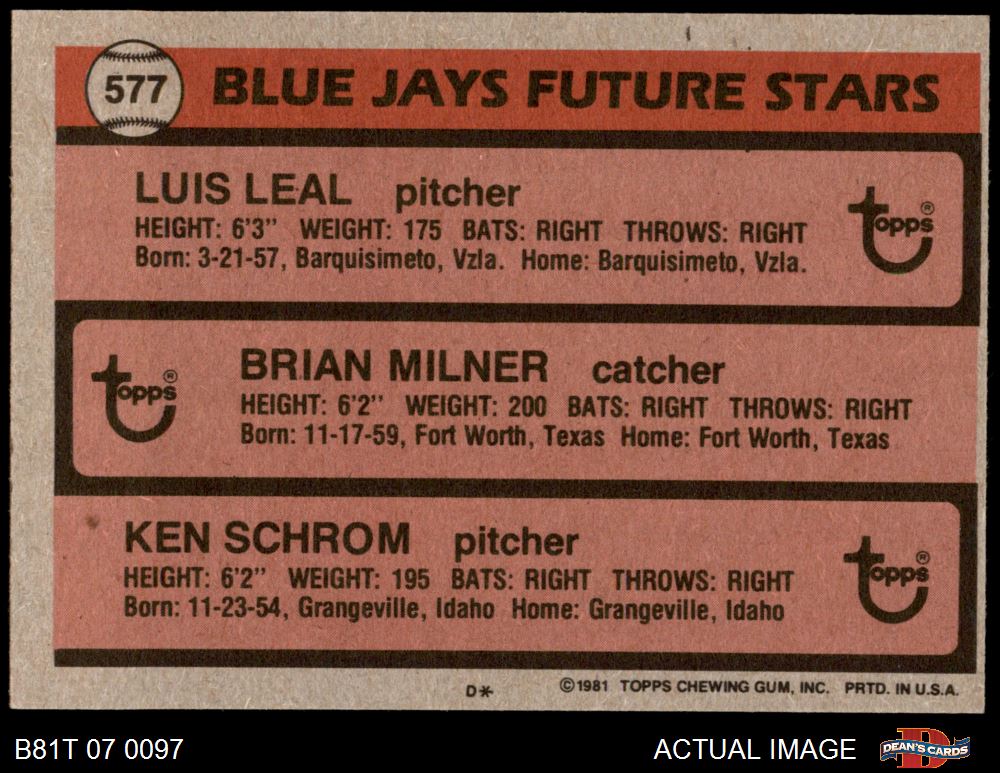 577
BLUE JAYS FUTURE STARS
LUIS LEAL pitcher
HEIGHT: 6'3" WEIGHT: 175 BATS: RIGHT THROWS: RIGHT
Born: 3-21-57, Barquisimeto, Vzla. Home: Barquisimeto, Vzla.
topps®
BRIAN MILNER catcher
HEIGHT: 6'2" WEIGHT: 200 BATS: RIGHT THROWS: RIGHT
Born: 11-17-59, Fort Worth, Texas Home: Fort Worth, Texas
topps®
KEN SCHROM pitcher
HEIGHT: 6'2" WEIGHT: 195 BATS: RIGHT THROWS: RIGHT
Born: 11-23-54, Grangeville, Idaho Home: Grangeville, Idaho
topps®
D* ©1981 TOPPS CHEWING GUM, INC. PRTD. IN U.S.A.
B81T 07 0097 ACTUAL IMAGE DEAN'S CARDS